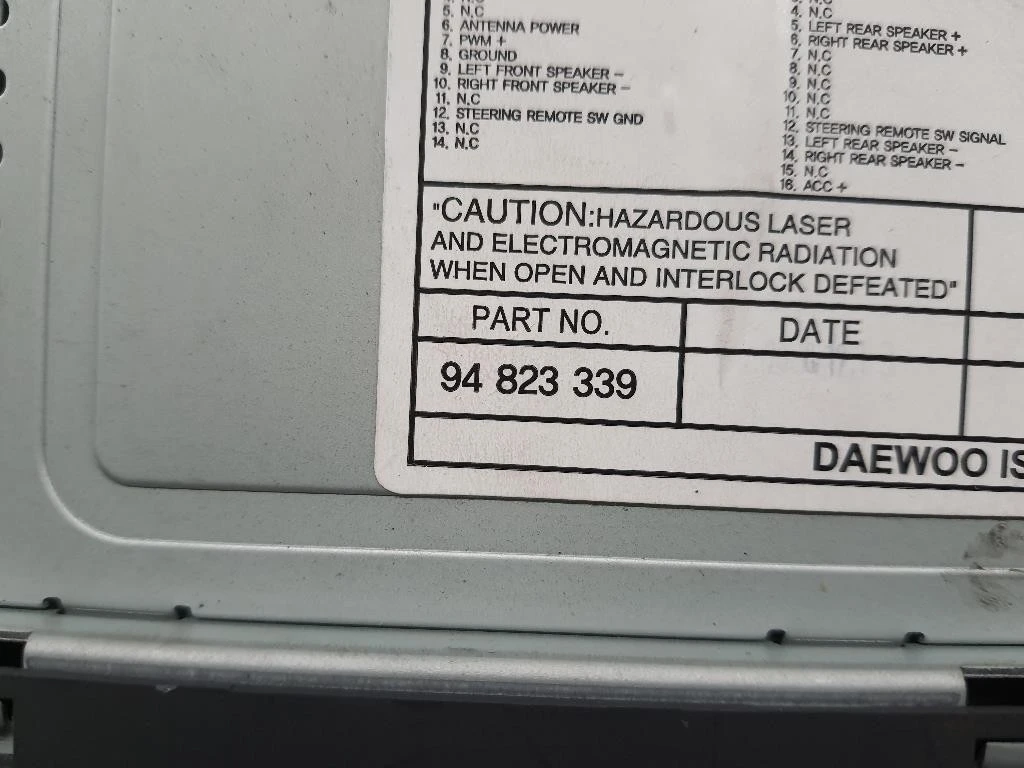 5. N.C
6. ANTENNA POWER
7. PWM +
8. GROUND
9. LEFT FRONT SPEAKER -
10. RIGHT FRONT SPEAKER -
11. N.C
12. STEERING REMOTE SW GND
13. N.C
14. N.C
4. N.C
5. LEFT REAR SPEAKER +
6. RIGHT REAR SPEAKER +
7. N.C
8. N.C
9. N.C
10. N.C
11. N.C
12. STEERING REMOTE SW SIGNAL
13. LEFT REAR SPEAKER -
14. RIGHT REAR SPEAKER -
15. N.C
16. ACC +
"CAUTION:HAZARDOUS LASER
AND ELECTROMAGNETIC RADIATION
WHEN OPEN AND INTERLOCK DEFEATED"
PART NO. DATE
94 823 339
DAEWOO IS